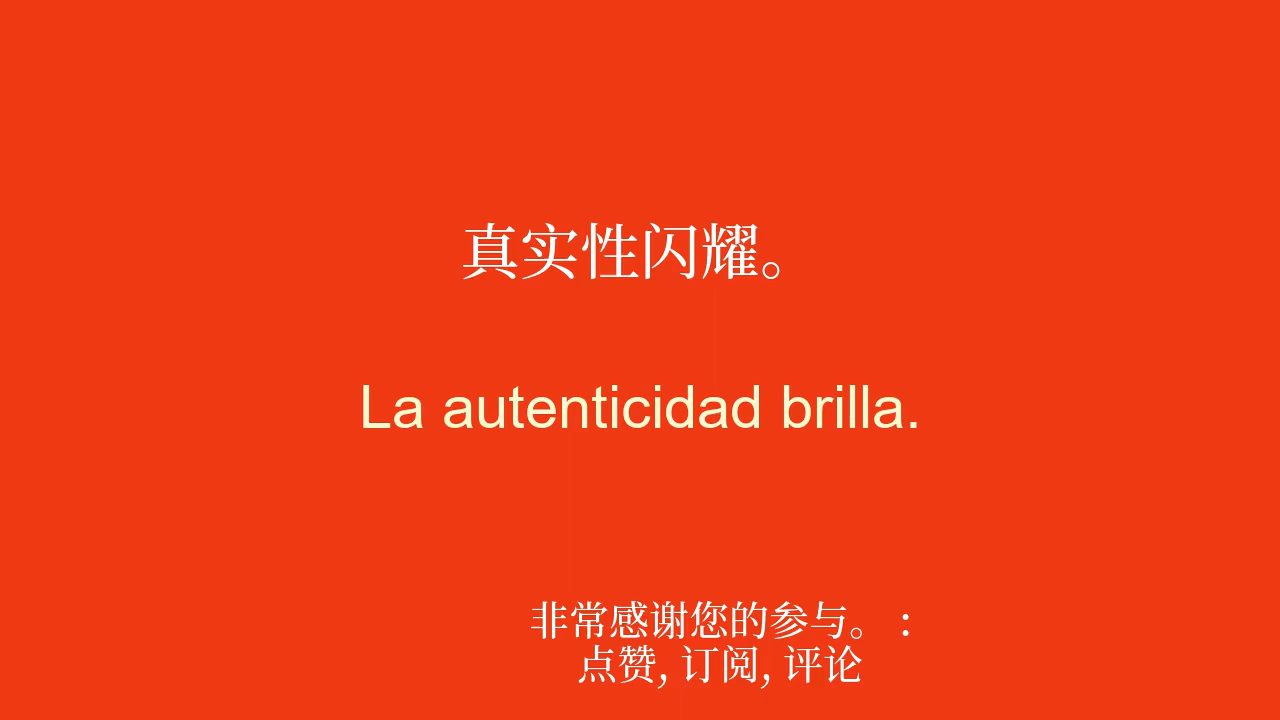 真实性闪耀。
La autenticidad brilla.
非常感谢您的参与。 :
点赞, 订阅, 评论